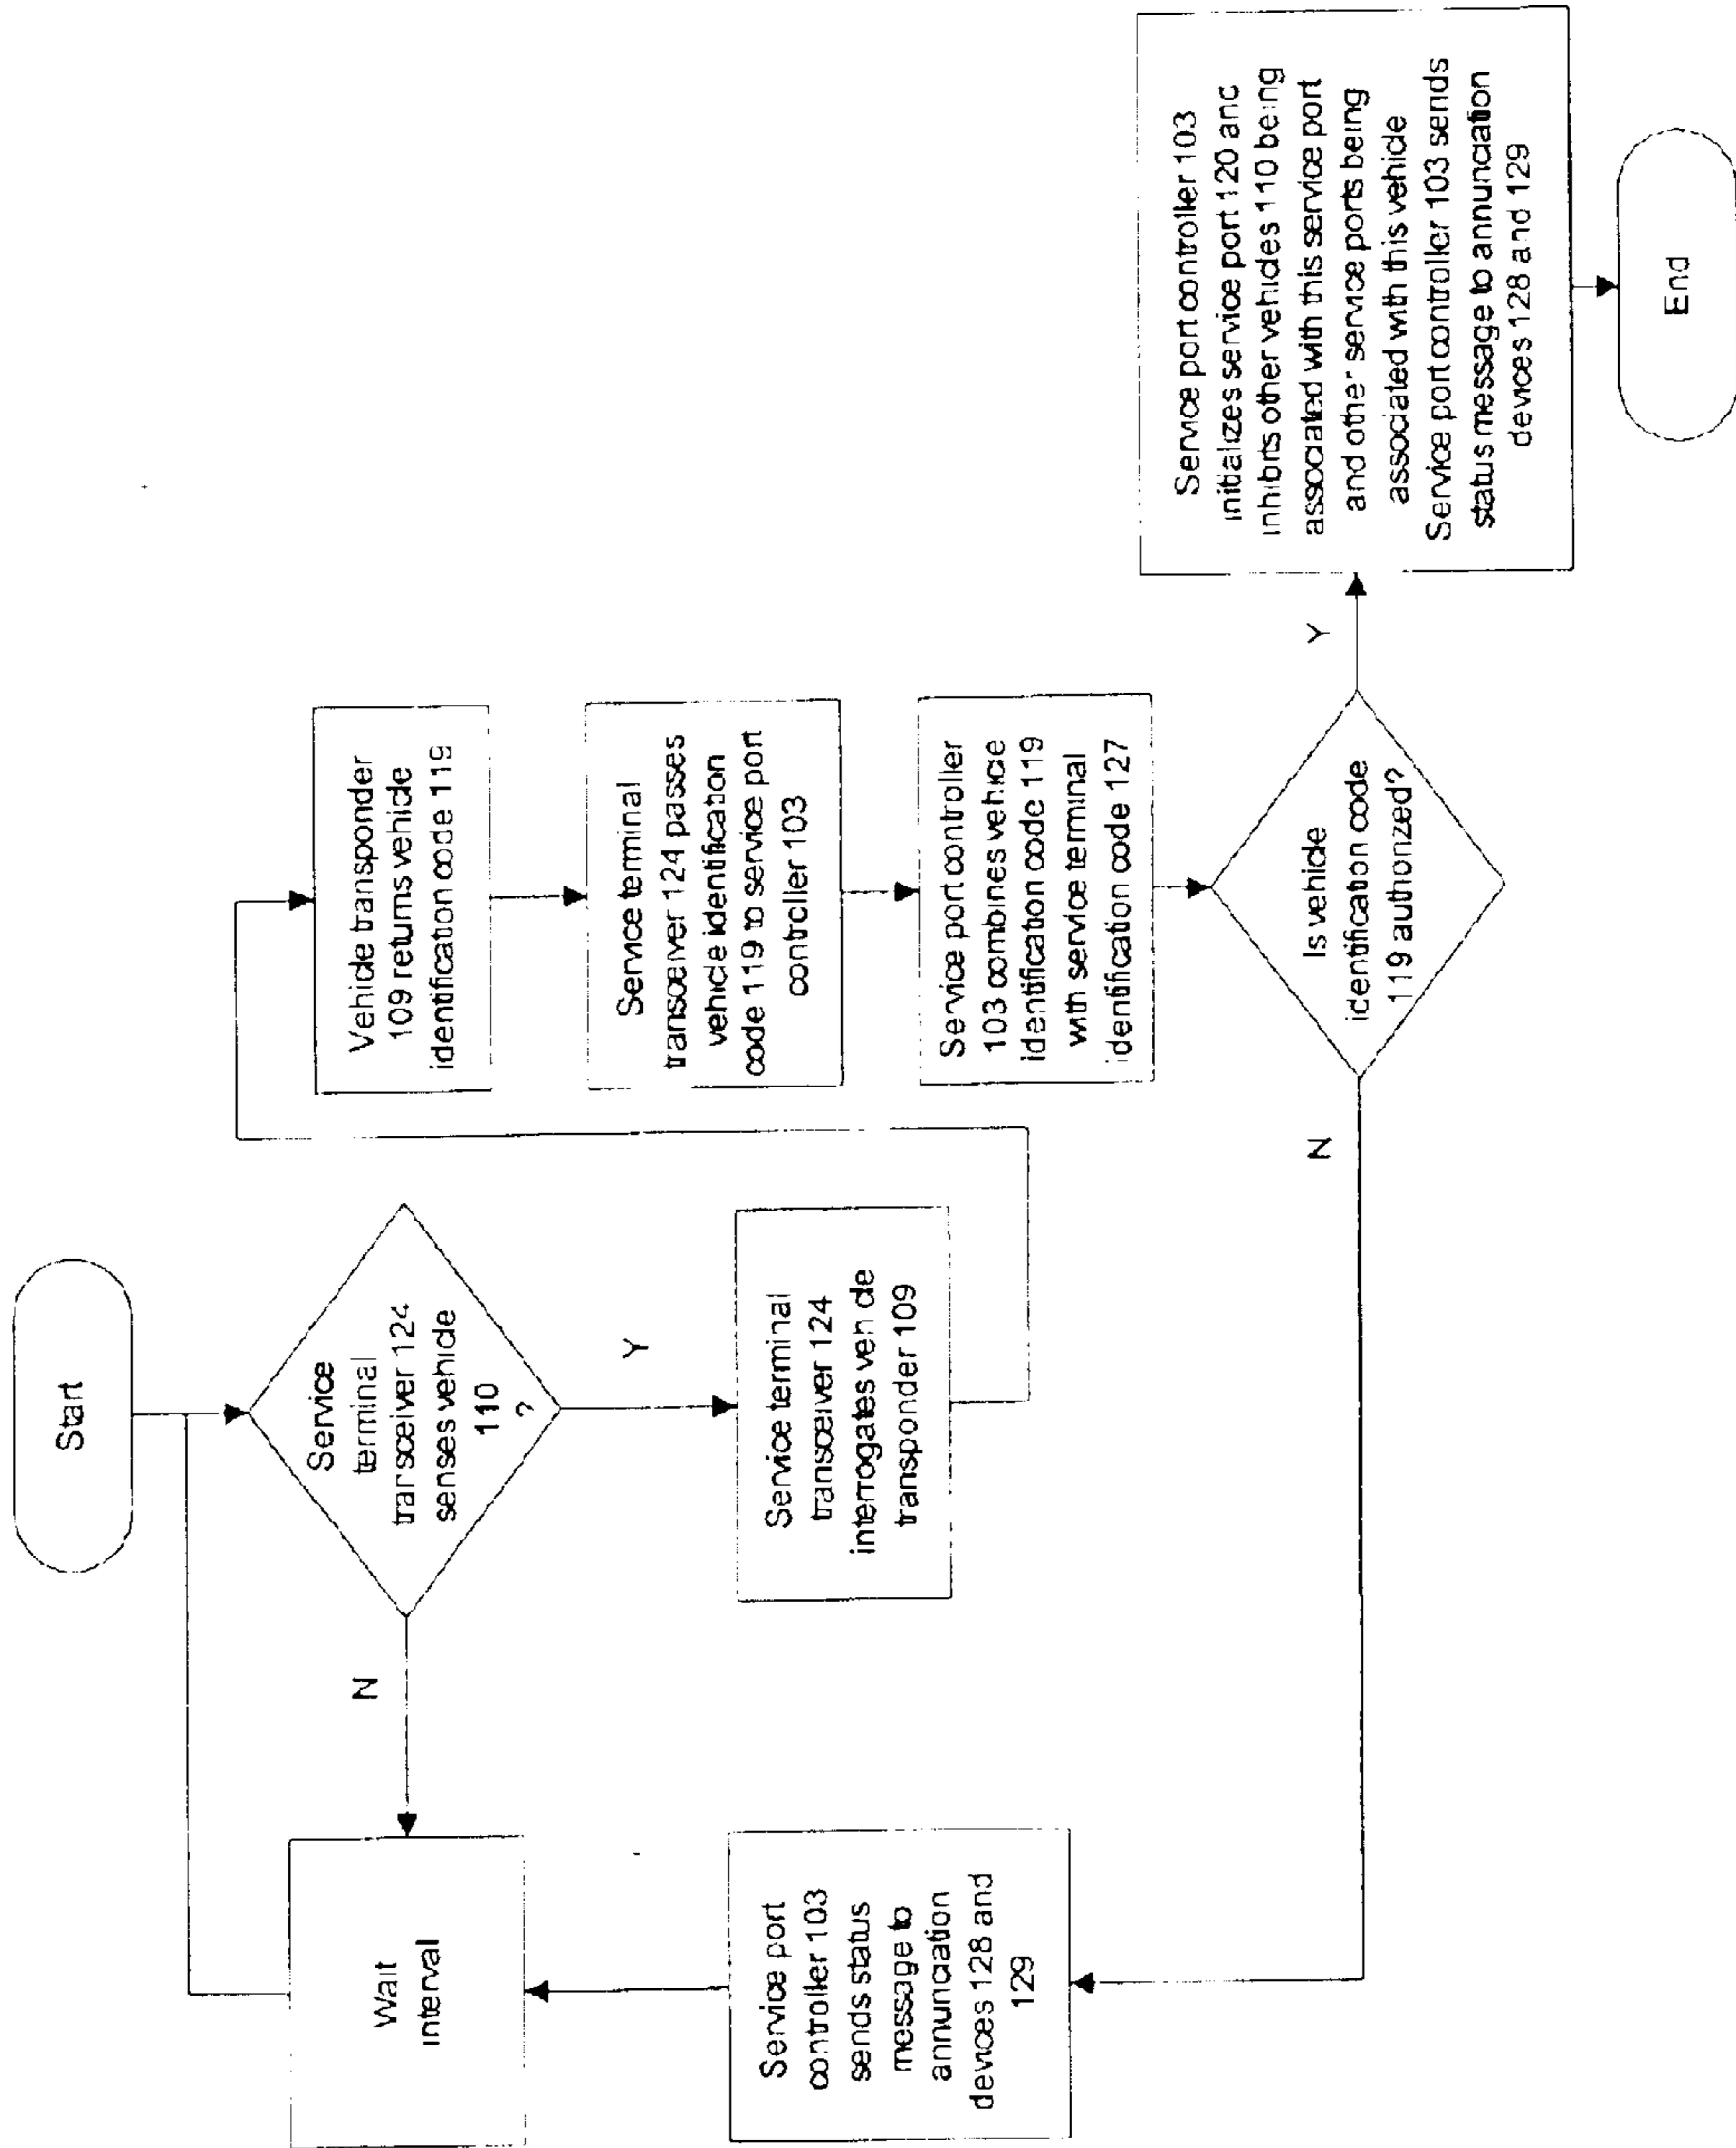 Start
Service
terminal
transceiver 124
senses vehicle
110
?
N
Y
Wait
interval
Service terminal
transceiver 124
interrogates vehicle
transponder 109
Vehicle transponder
109 returns vehicle
identification code 119
Service terminal
transceiver 124 passes
vehicle identification
code 119 to service port
controller 103
Service port controller
103 combines vehicle
identification code 119
with service terminal
identification code 127
Is vehicle
identification code
119 authorized?
N
Y
Service port
controller 103
sends status
message to
annunciation
devices 128 and
129
Service port controller 103
initializes service port 120 and
inhibits other vehicles 110 being
associated with this service port
and other service ports being
associated with this vehicle
Service port controller 103 sends
status message to annunciation
devices 128 and 129
End